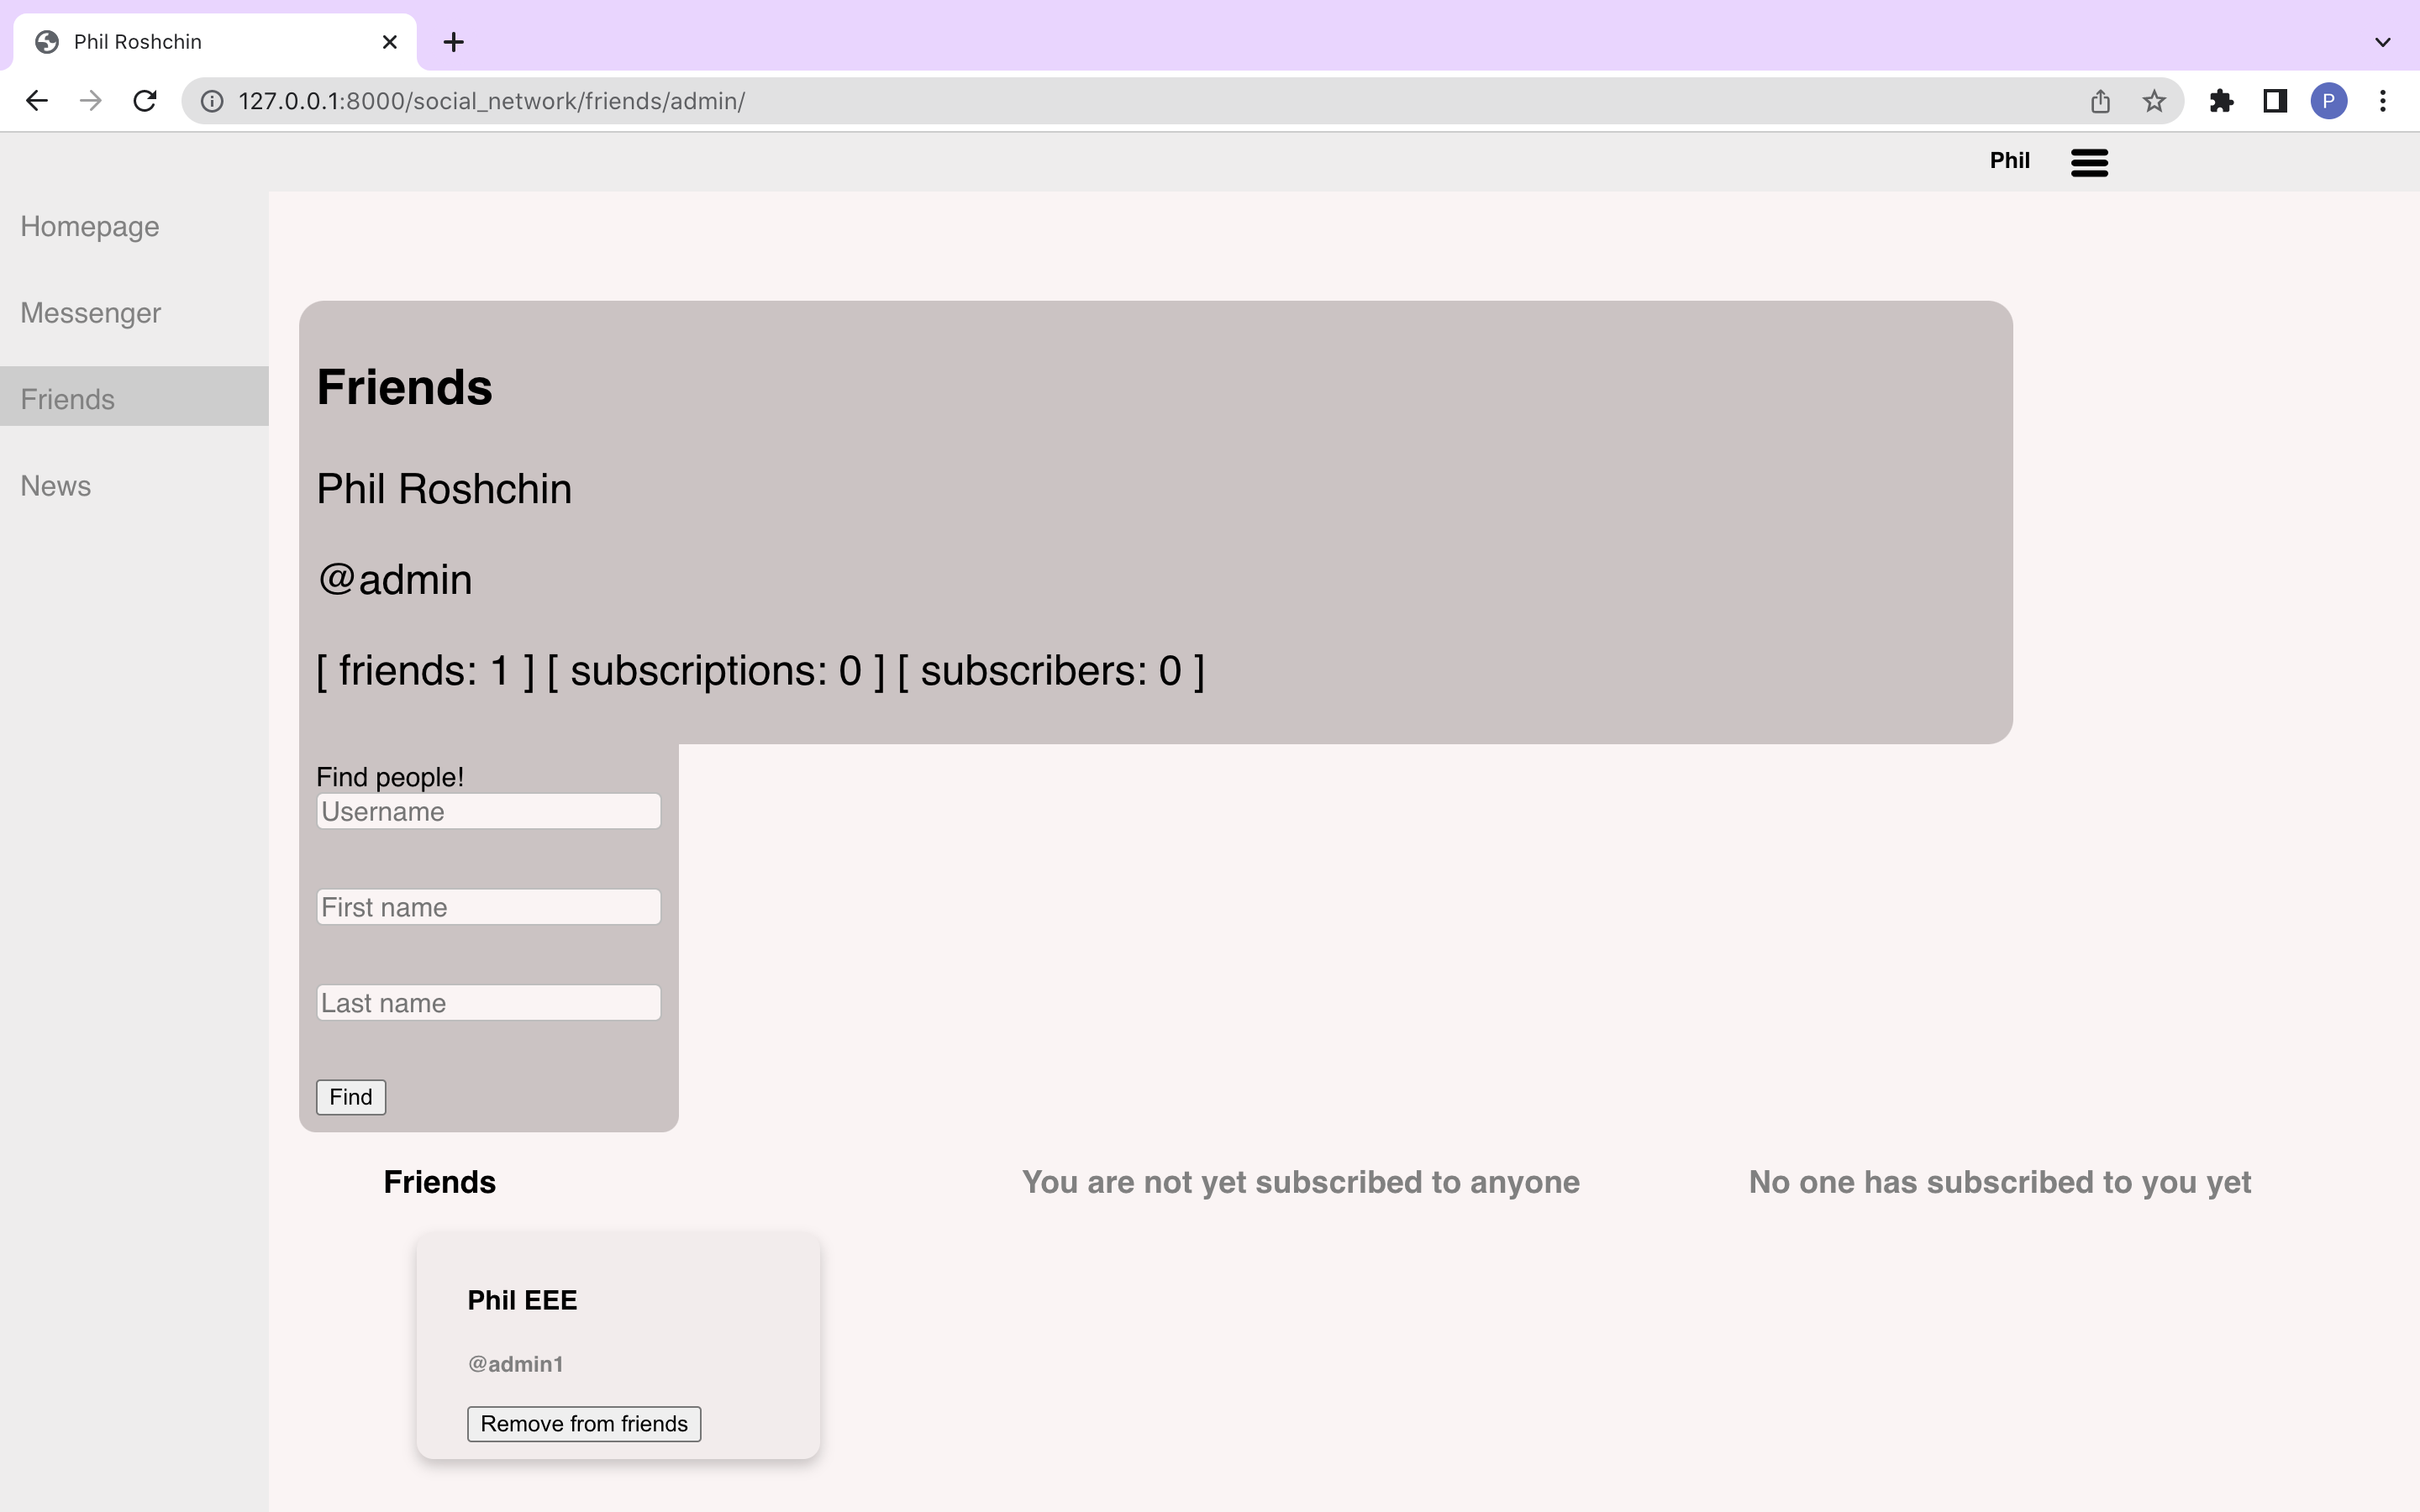 Phil Roshchin
127.0.0.1:8000/social_network/friends/admin/
P
Phil
Homepage
Messenger
Friends
News
Friends
Phil Roshchin
@admin
[ friends: 1 ] [ subscriptions: 0 ] [ subscribers: 0 ]
Find people!
Username
First name
Last name
Find
Friends
Phil EEE
@admin1
Remove from friends
You are not yet subscribed to anyone
No one has subscribed to you yet